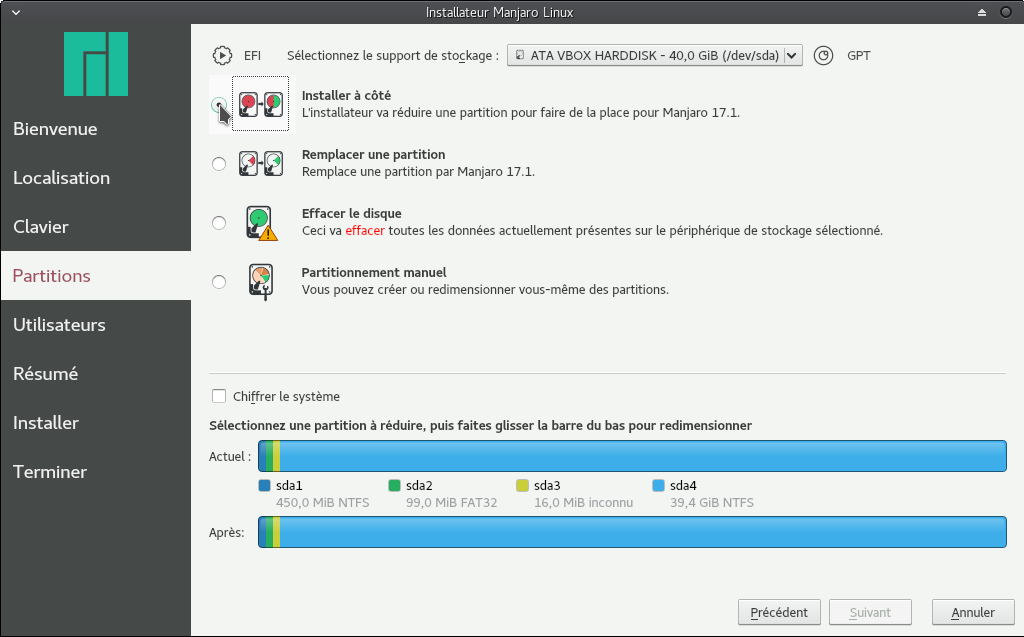 Installateur Manjaro Linux
EFI
Sélectionnez le support de stockage :
ATA VBOX HARDDISK - 40,0 GiB (/dev/sda)
GPT
Bienvenue
Localisation
Clavier
Partitions
Utilisateurs
Résumé
Installer
Terminer
Installer à côté
L'installateur va réduire une partition pour faire de la place pour Manjaro 17.1.
Remplacer une partition
Remplace une partition par Manjaro 17.1.
Effacer le disque
Ceci va effacer toutes les données actuellement présentes sur le périphérique de stockage sélectionné.
Partitionnement manuel
Vous pouvez créer ou redimensionner vous-même des partitions.
Chiffrer le système
Sélectionnez une partition à réduire, puis faites glisser la barre du bas pour redimensionner
Actuel :
sda1
450,0 MiB NTFS
sda2
99,0 MiB FAT32
sda3
16,0 MiB inconnu
sda4
39,4 GiB NTFS
Après:
Précédent
Suivant
Annuler